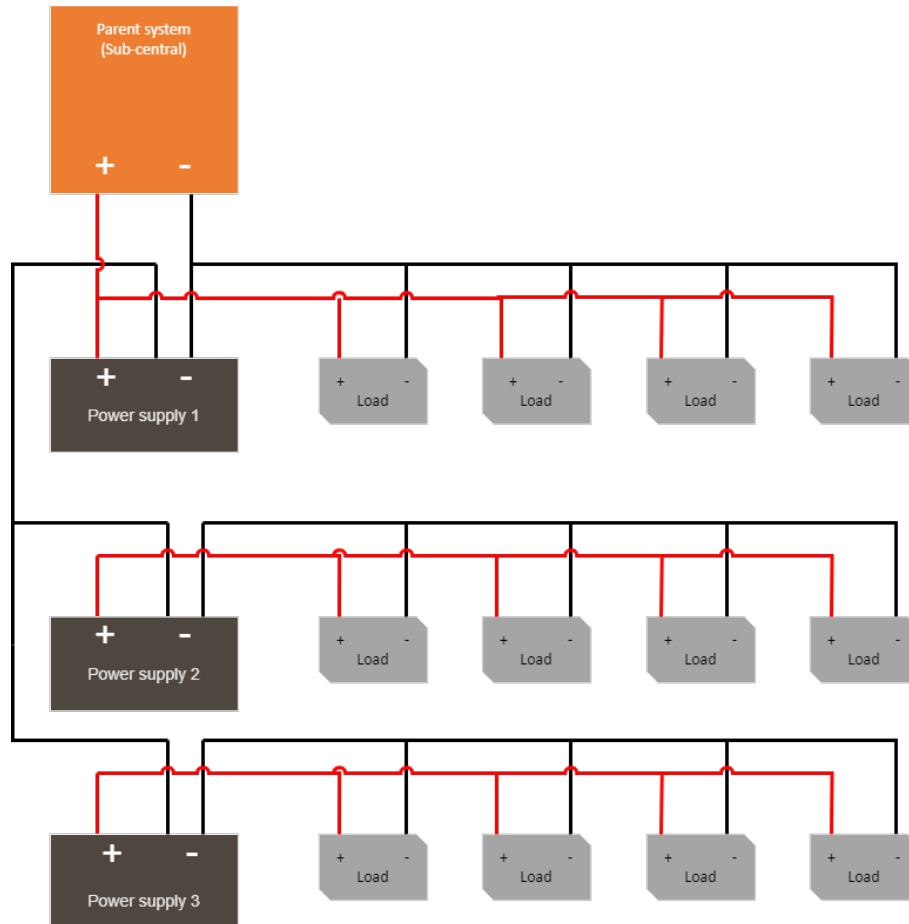 Parent system
(Sub-central)
+ -
+ -
Power supply 1
+ -
Load
+ -
Load
+ -
Load
+ -
Load
+ -
Power supply 2
+ -
Load
+ -
Load
+ -
Load
+ -
Load
+ -
Power supply 3
+ -
Load
+ -
Load
+ -
Load
+ -
Load